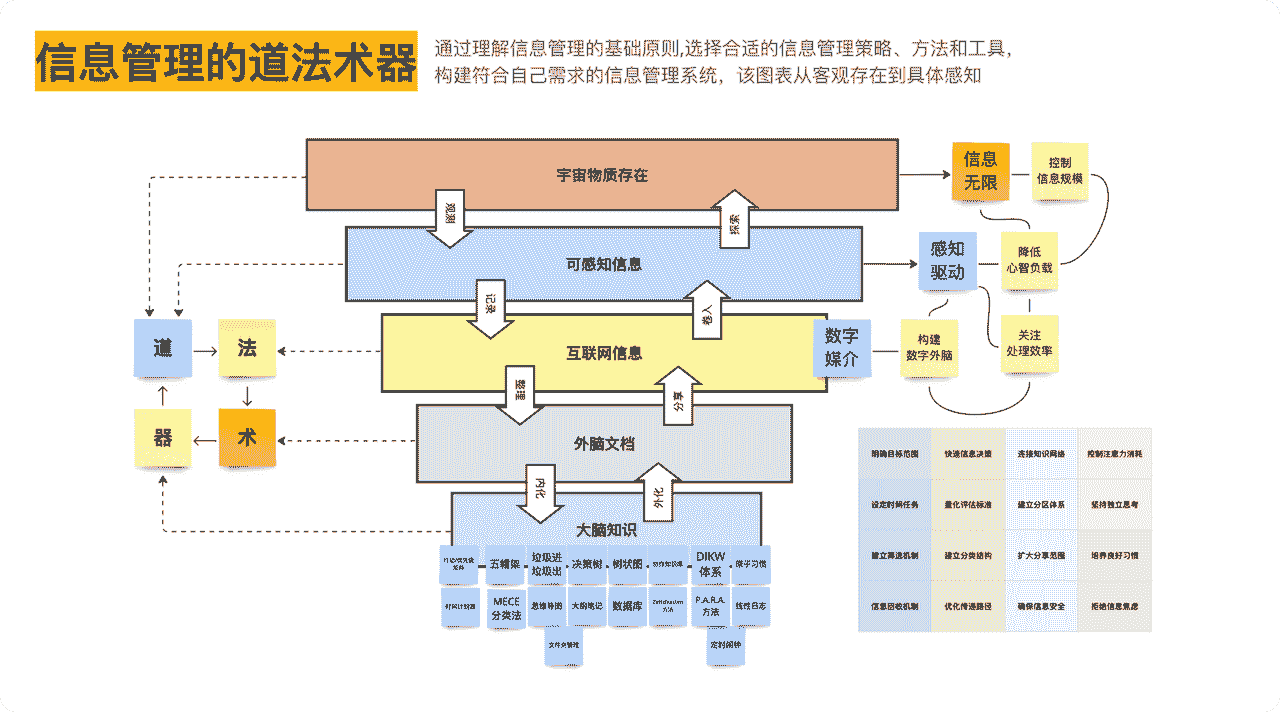 信息管理的道法术器
通过理解信息管理的基础原则,选择合适的信息管理策略、方法和工具，
构建符合自己需求的信息管理系统，该图表从客观存在到具体感知
宇宙物质存在
信息
无限
控制
信息规模
观测
探索
可感知信息
感知
驱动
降低
心智负载
记录
卷入
道
法
互联网信息
数字
媒介
构建
数字外脑
关注
处理效率
整理
分享
器
术
外脑文档
内化
外化
大脑知识
五帽架
垃圾进
垃圾出
决策树
树状图
DIKW
体系
微手习惯
MECE
分类法
思维导图
大纲笔记
数据库
Zettelkasten
方法
P.A.R.A.
方法
线性日志
文件夹管理
定时闹钟
明确目标范围
快速信息决策
连接知识网络
控制注意力消耗
设定时间任务
量化评估标准
建立分区体系
坚持独立思考
建立筛选机制
建立分类结构
扩大分享范围
培养良好习惯
信息回收机制
优化传递路径
确保信息安全
拒绝信息焦虑